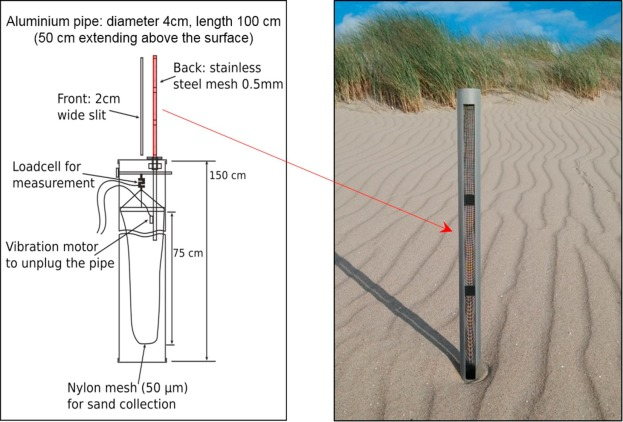 Aluminium pipe: diameter 4cm, length 100 cm
(50 cm extending above the surface)
Back: stainless
steel mesh 0.5mm
Front: 2cm
wide slit
Loadcell for
measurement
150 cm
Vibration motor
to unplug the pipe
75 cm
Nylon mesh (50 μm)
for sand collection